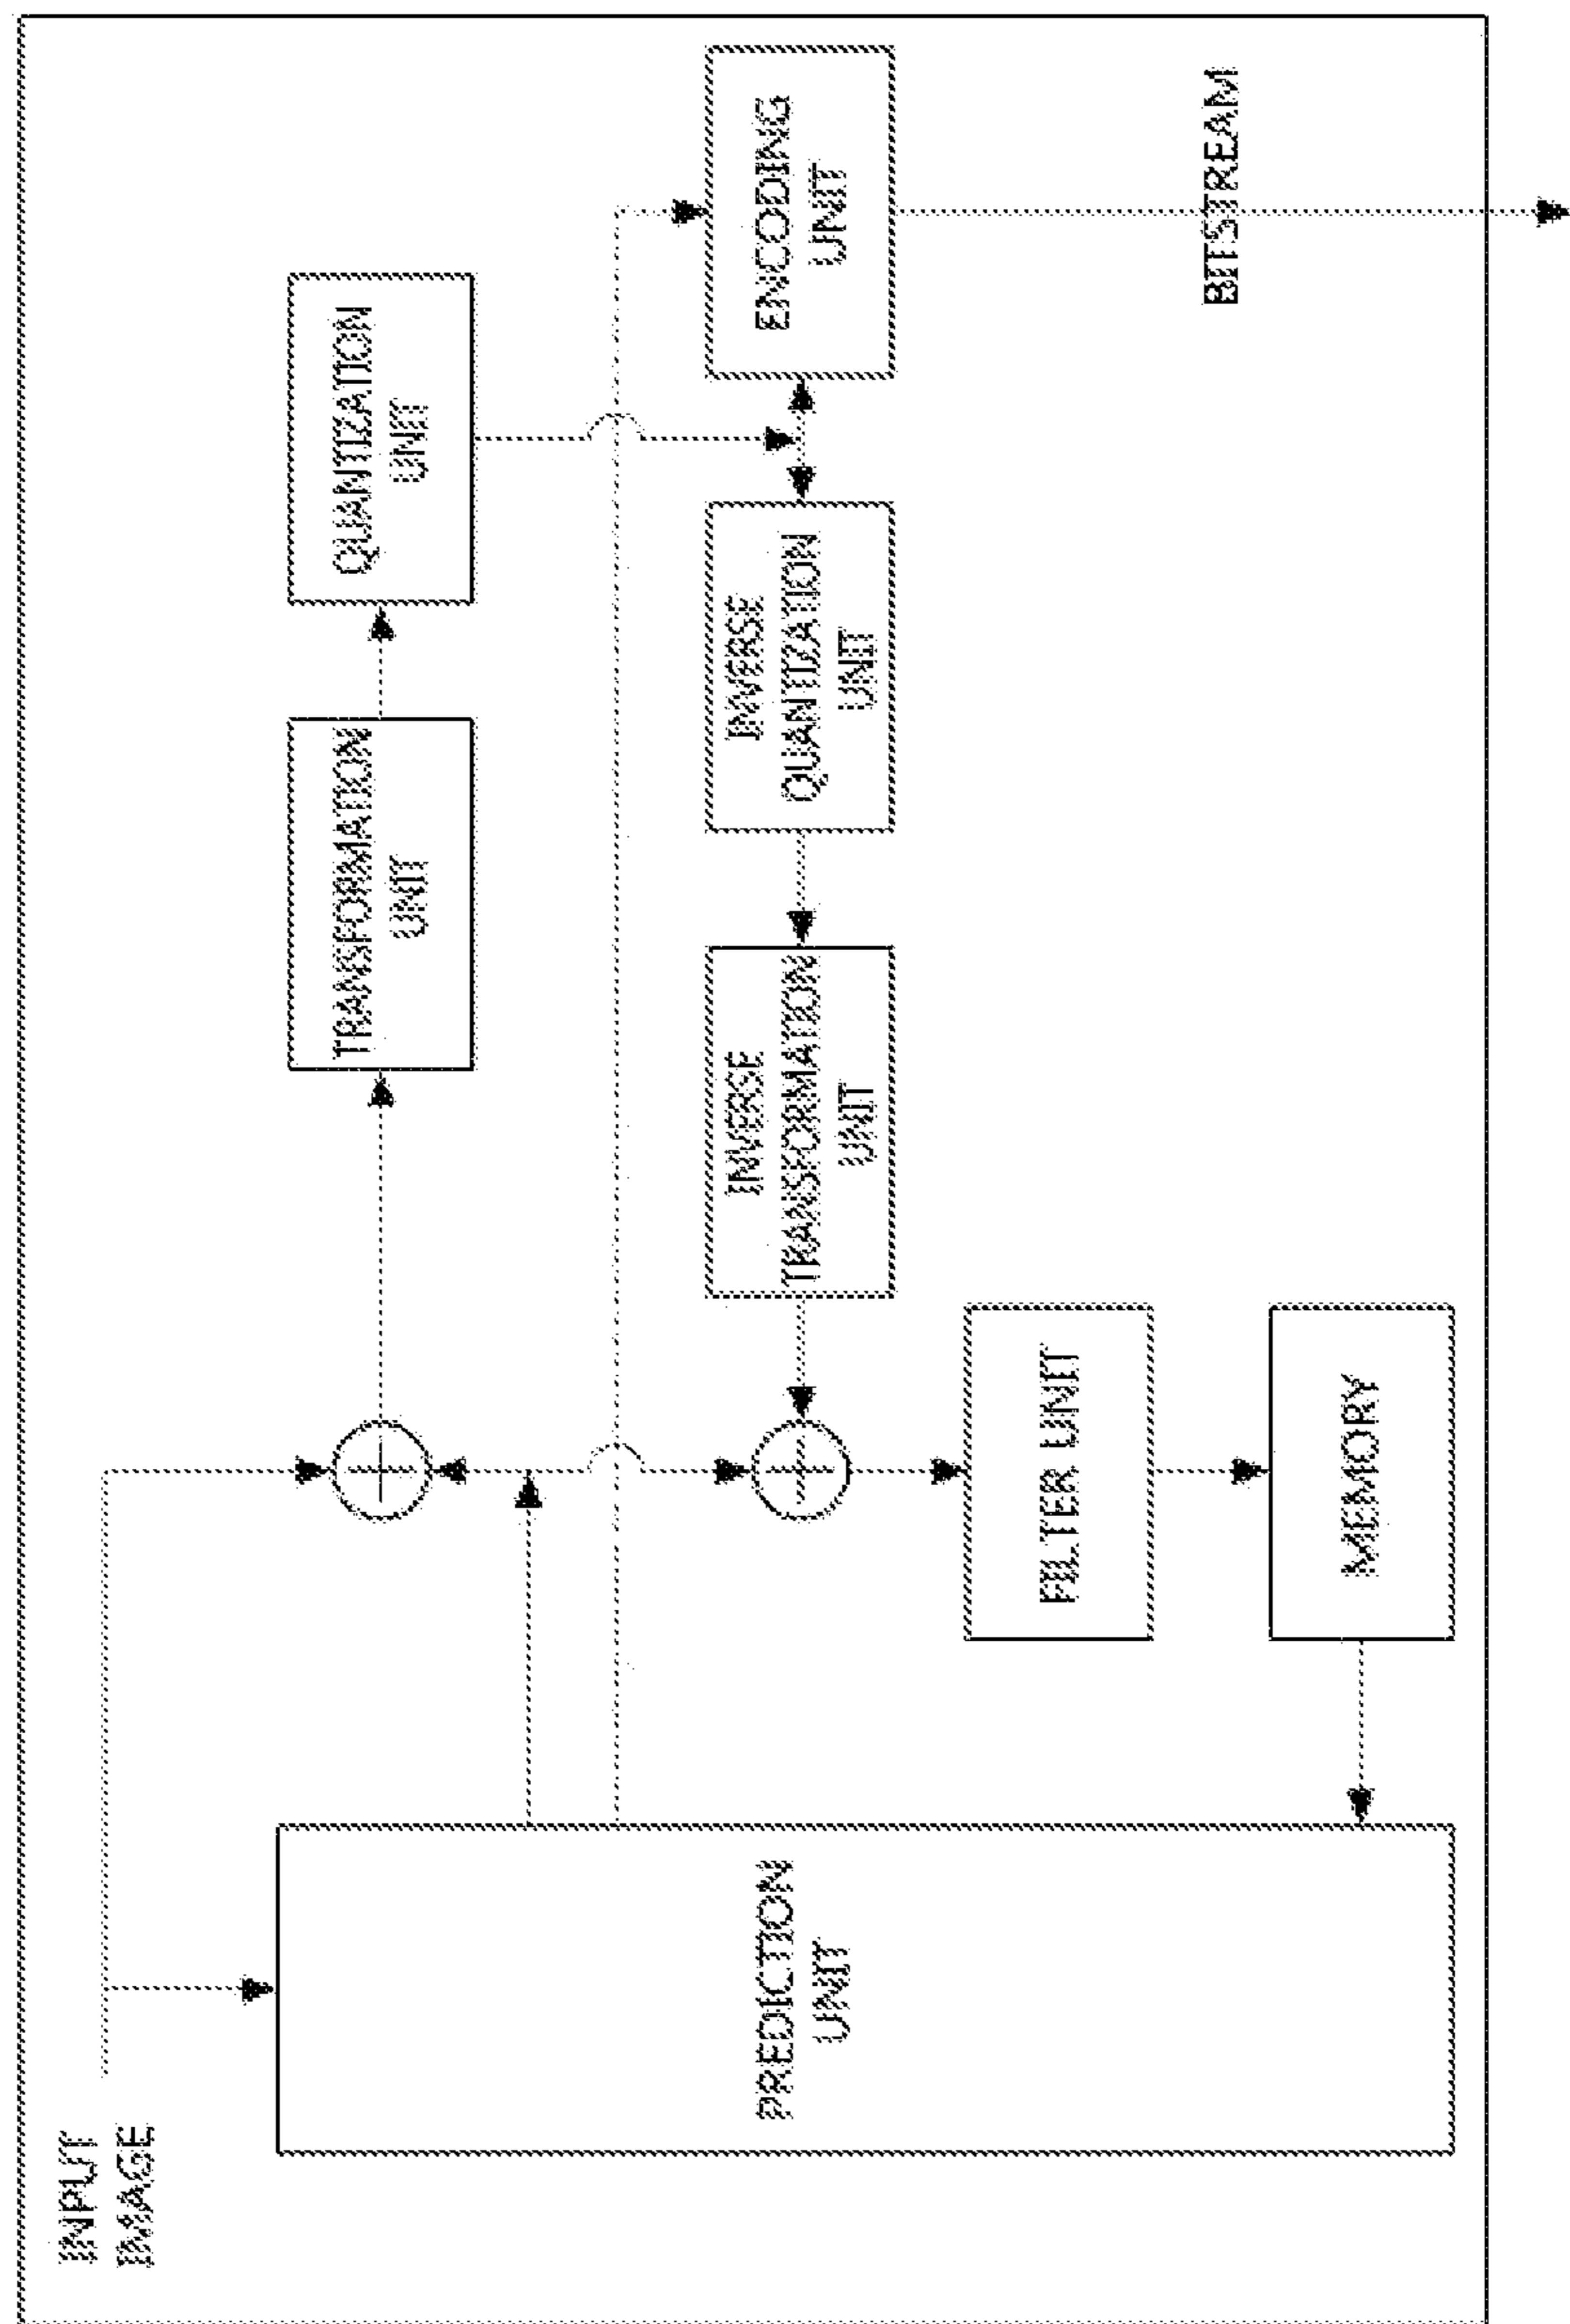 INPUT
IMAGE
TRANSFORMATION
UNIT
QUANTIZATION
UNIT
PREDICTION
UNIT
INVERSE
TRANSFORMATION
UNIT
INVERSE
QUANTIZATION
UNIT
ENCODING
UNIT
FILTER UNIT
MEMORY
BITSTREAM